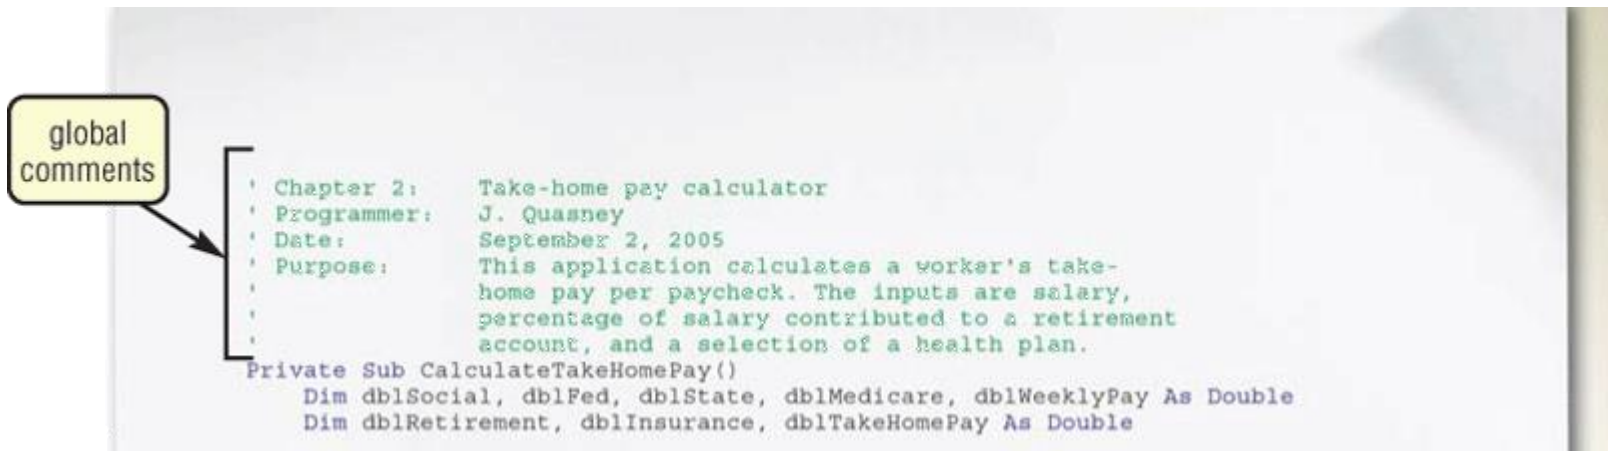 global
comments
' Chapter 2: Take-home pay calculator
' Programmer: J. Quasney
' Date: September 2, 2005
' Purpose: This application calculates a worker's take-
' home pay per paycheck. The inputs are salary,
' percentage of salary contributed to a retirement
' account, and a selection of a health plan.
Private Sub CalculateTakeHomePay()
Dim dblSocial, dblFed, dblState, dblMedicare, dblWeeklyPay As Double
Dim dblRetirement, dblInsurance, dblTakeHomePay As Double